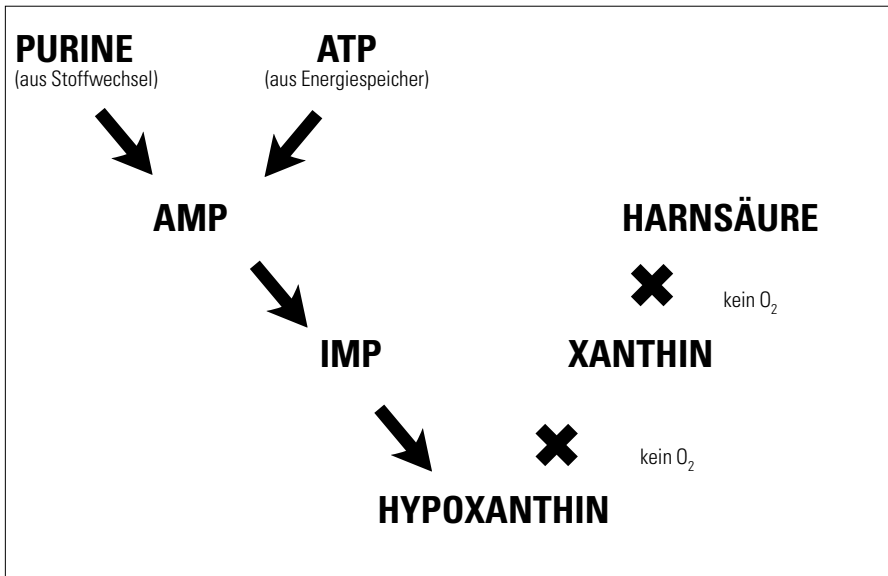 PURINE
(aus Stoffwechsel)
ATP
(aus Energiespeicher)
AMP
HARNSÄURE
kein O₂
IMP
XANTHIN
kein O₂
HYPOXANTHIN